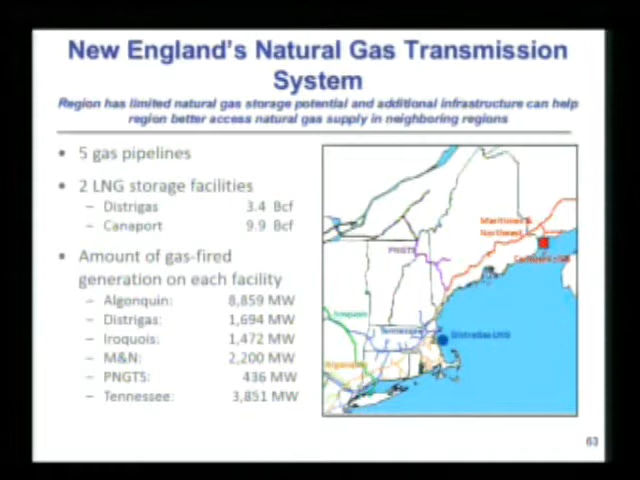 New England's Natural Gas Transmission
System
Region has limited natural gas storage potential and additional infrastructure can help
region better access natural gas supply in neighboring regions
• 5 gas pipelines
• 2 LNG storage facilities
– Distrigas 3.4 Bcf
– Canaport 9.9 Bcf
• Amount of gas-fired
generation on each facility
– Algonquin: 8,859 MW
– Distrigas: 1,694 MW
– Iroquois: 1,472 MW
– M&N: 2,200 MW
– PNGTS: 436 MW
– Tennessee: 3,851 MW
Maritimes &
Northeast
PNGTS
Iroquois
Tennessee
Distrigas LNG
Algonquin
63